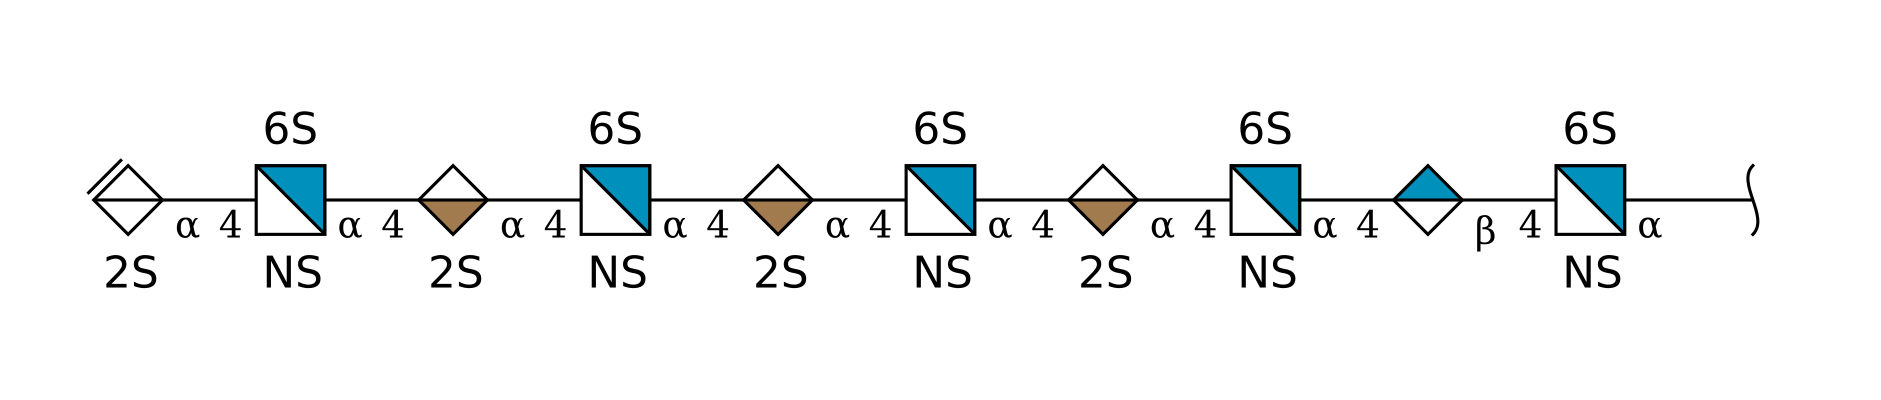 6S 6S 6S 6S 6S
α 4 α 4 α 4 α 4 α 4 α 4 α 4 α 4 β 4 α
2S NS 2S NS 2S NS 2S NS NS